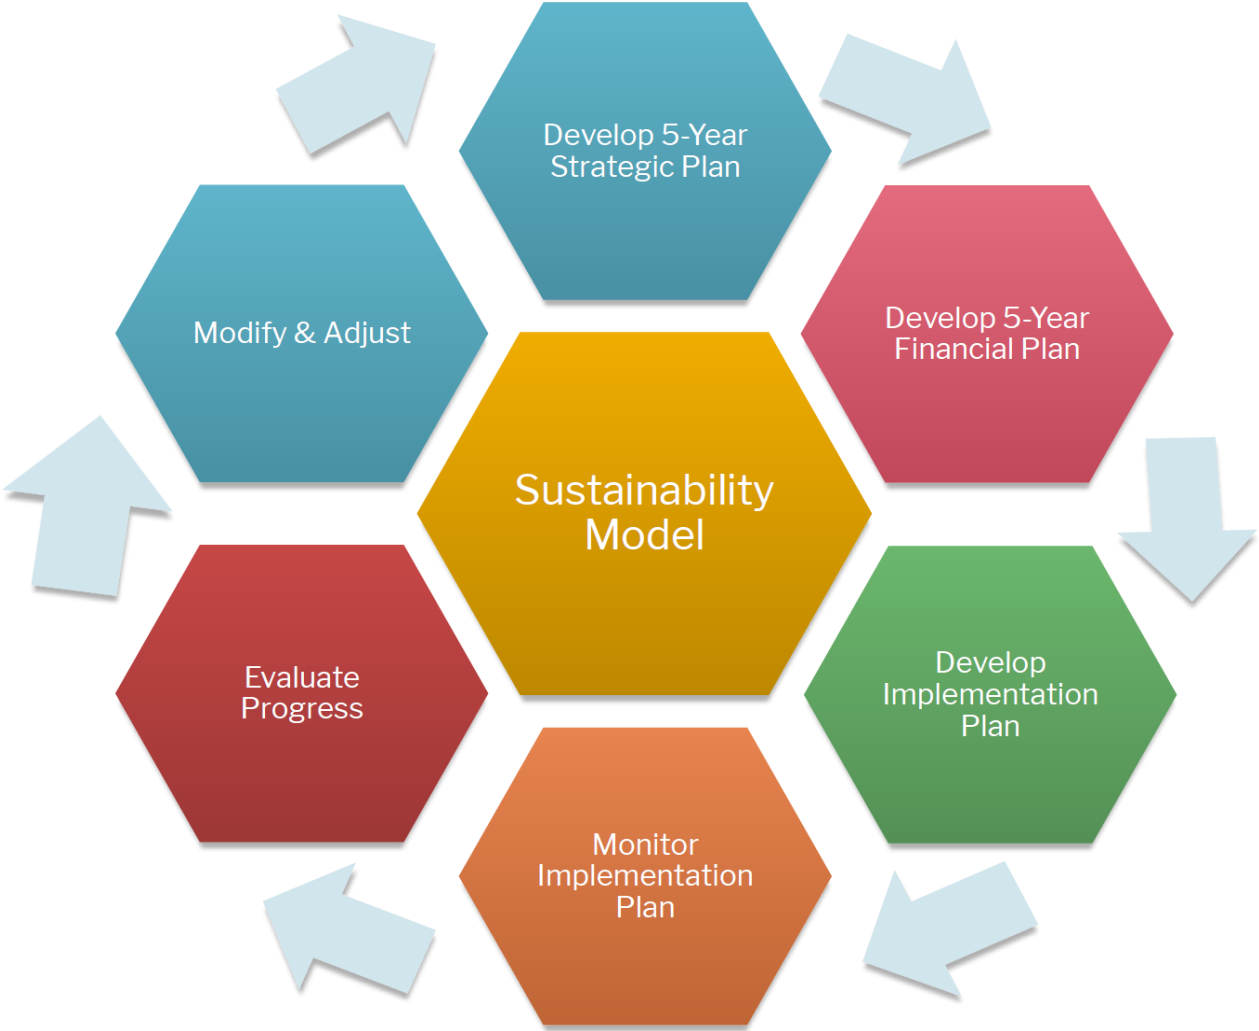 Develop 5-Year
Strategic Plan
Develop 5-Year
Financial Plan
Develop
Implementation
Plan
Monitor
Implementation
Plan
Evaluate
Progress
Modify & Adjust
Sustainability
Model